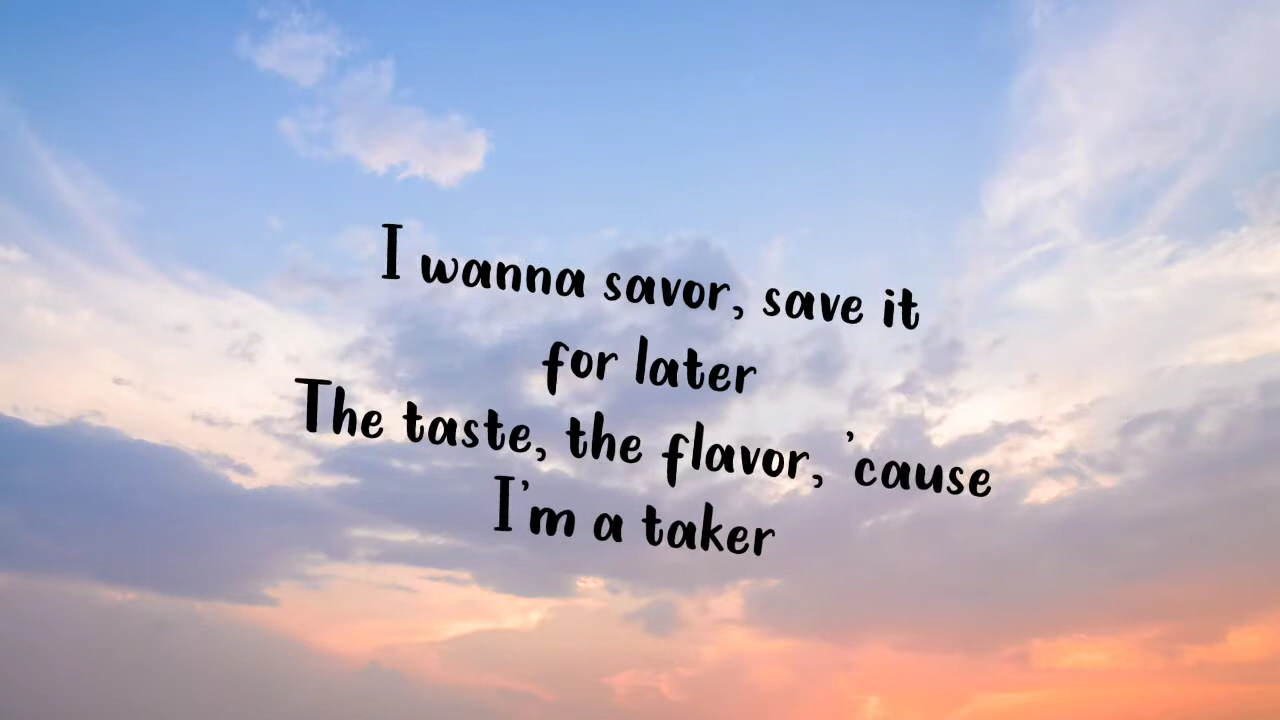 I wanna savor, save it
for later
The taste, the flavor, 'cause
I'm a taker